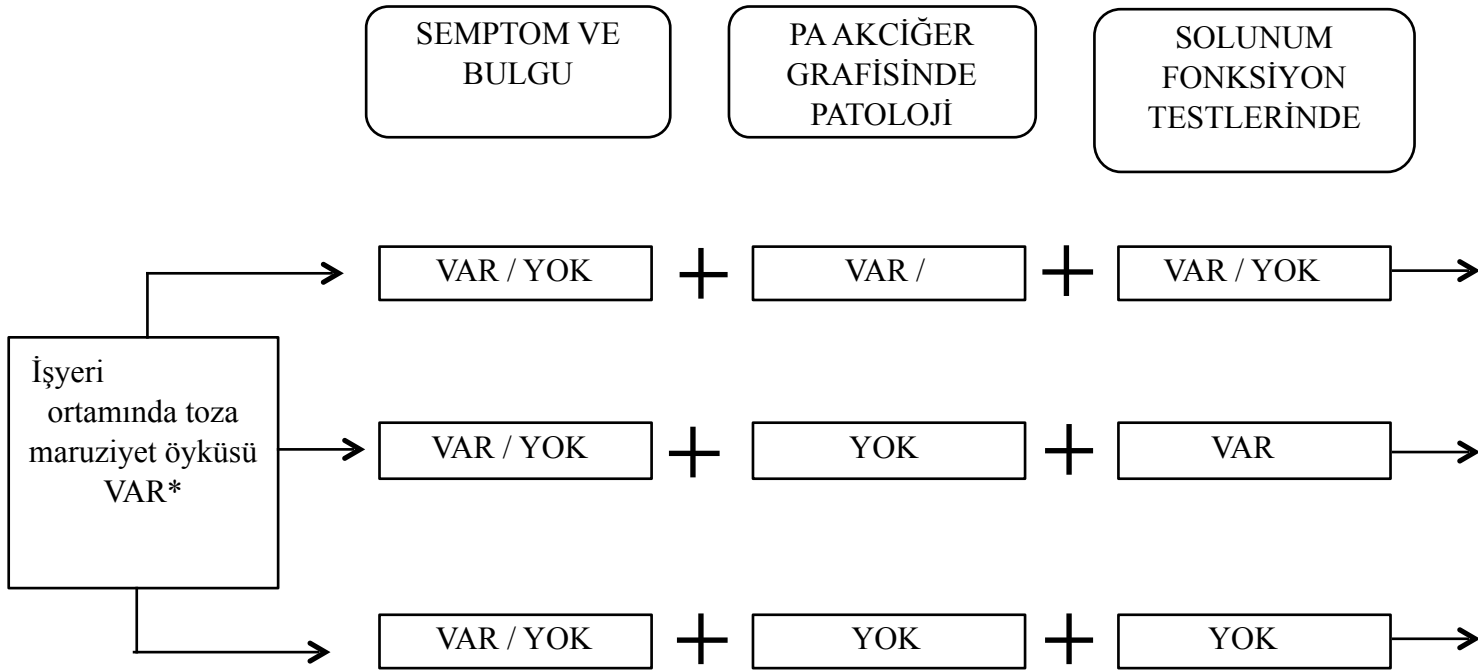 SEMPTOM VE
BULGU
PA AKCİĞER
GRAFİSİNDE
PATOLOJİ
SOLUNUM
FONKSİYON
TESTLERİNDE
VAR / YOK
+
VAR /
+
VAR / YOK
İşyeri
ortamında toza
maruziyet öyküsü
VAR*
VAR / YOK
+
YOK
+
VAR
VAR / YOK
+
YOK
+
YOK